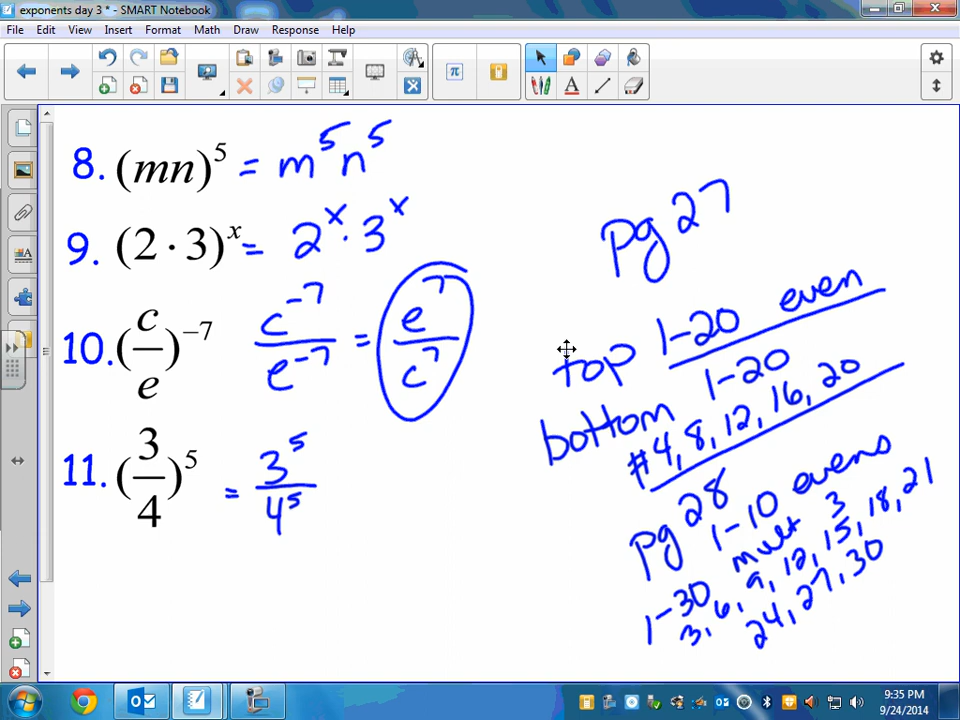 exponents day 3 * - SMART Notebook
File Edit View Insert Format Math Draw Response Help
8. (mn)^5 = m^5 n^5
9. (2 · 3)^x = 2^x · 3^x
10. (c/e)^−7 c^−7/e^−7 = e^7/c^7
11. (3/4)^5 = 3^5/4^5
pg 27
top 1-20 even
bottom 1-20
#4, 8, 12, 16, 20
pg 28
1-10 evens
1-30, mult 3
3, 6, 9, 12, 15, 18, 21
24, 27, 30
9:35 PM
9/24/2014